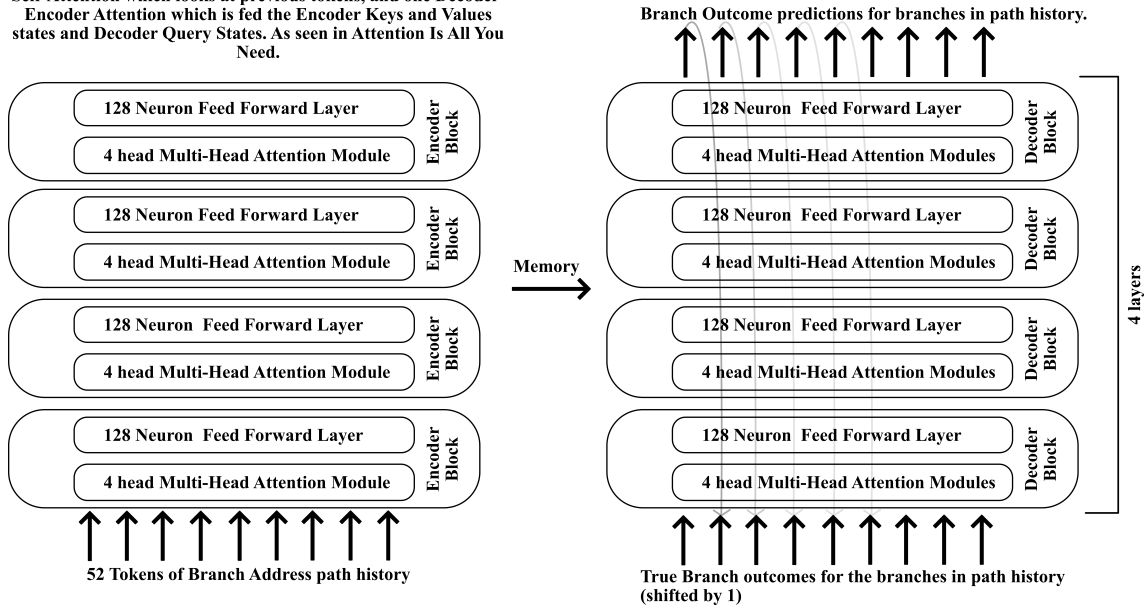 Self-Attention which looks at previous tokens, and one Decoder-
Encoder Attention which is fed the Encoder Keys and Values
states and Decoder Query States. As seen in Attention Is All You
Need.
128 Neuron Feed Forward Layer
4 head Multi-Head Attention Module
Encoder
Block
128 Neuron Feed Forward Layer
4 head Multi-Head Attention Module
Encoder
Block
128 Neuron Feed Forward Layer
4 head Multi-Head Attention Module
Encoder
Block
128 Neuron Feed Forward Layer
4 head Multi-Head Attention Module
Encoder
Block
52 Tokens of Branch Address path history
Memory
Branch Outcome predictions for branches in path history.
128 Neuron Feed Forward Layer
4 head Multi-Head Attention Modules
Decoder
Block
128 Neuron Feed Forward Layer
4 head Multi-Head Attention Modules
Decoder
Block
128 Neuron Feed Forward Layer
4 head Multi-Head Attention Modules
Decoder
Block
128 Neuron Feed Forward Layer
4 head Multi-Head Attention Modules
Decoder
Block
4 layers
True Branch outcomes for the branches in path history
(shifted by 1)